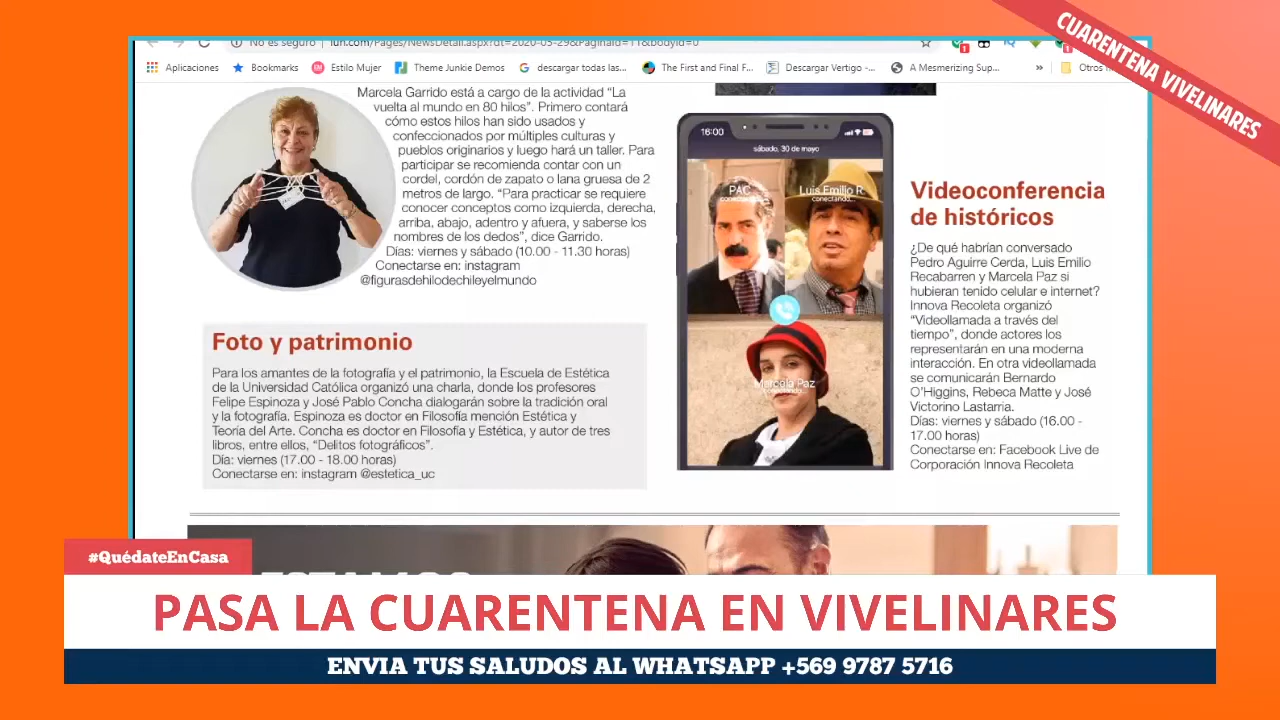 CUARENTENA VIVELINARES
No es seguro | lun.com/Pages/NewsDetail.aspx?dt=2020-05-29&PaginaId=11&bodyid=0
Aplicaciones Bookmarks Estilo Mujer Theme Junkie Demos descargar todas las... The First and Final F... Descargar Vertigo -... A Mesmerizing Sup... » Otros
Marcela Garrido está a cargo de la actividad “La
vuelta al mundo en 80 hilos”. Primero contará
cómo estos hilos han sido usados y
confeccionados por múltiples culturas y
pueblos originarios y luego hará un taller. Para
participar se recomienda contar con un
cordel, cordón de zapato o lana gruesa de 2
metros de largo. “Para practicar se requiere
conocer conceptos como izquierda, derecha,
arriba, abajo, adentro y afuera, y saberse los
nombres de los dedos”, dice Garrido.
Días: viernes y sábado (10.00 - 11.30 horas)
Conectarse en: instagram
@figurasdehilodechileyelmundo
Foto y patrimonio
Para los amantes de la fotografía y el patrimonio, la Escuela de Estética
de la Universidad Católica organizó una charla, donde los profesores
Felipe Espinoza y José Pablo Concha dialogarán sobre la tradición oral
y la fotografía. Espinoza es doctor en Filosofía mención Estética y
Teoría del Arte. Concha es doctor en Filosofía y Estética, y autor de tres
libros, entre ellos, “Delitos fotográficos”.
Día: viernes (17.00 - 18.00 horas)
Conectarse en: instagram @estetica_uc
16:00
sábado, 30 de mayo
PAC
conectando...
Luis Emilio R.
conectando...
Marcela Paz
conectando...
Videoconferencia
de históricos
¿De qué habrían conversado
Pedro Aguirre Cerda, Luis Emilio
Recabarren y Marcela Paz si
hubieran tenido celular e internet?
Innova Recoleta organizó
“Videollamada a través del
tiempo”, donde actores los
representarán en una moderna
interacción. En otra videollamada
se comunicarán Bernardo
O’Higgins, Rebeca Matte y José
Victorino Lastarria.
Días: viernes y sábado (16.00 -
17.00 horas)
Conectarse en: Facebook Live de
Corporación Innova Recoleta
ESTAMOS
#QuédateEnCasa
PASA LA CUARENTENA EN VIVELINARES
ENVIA TUS SALUDOS AL WHATSAPP +569 9787 5716